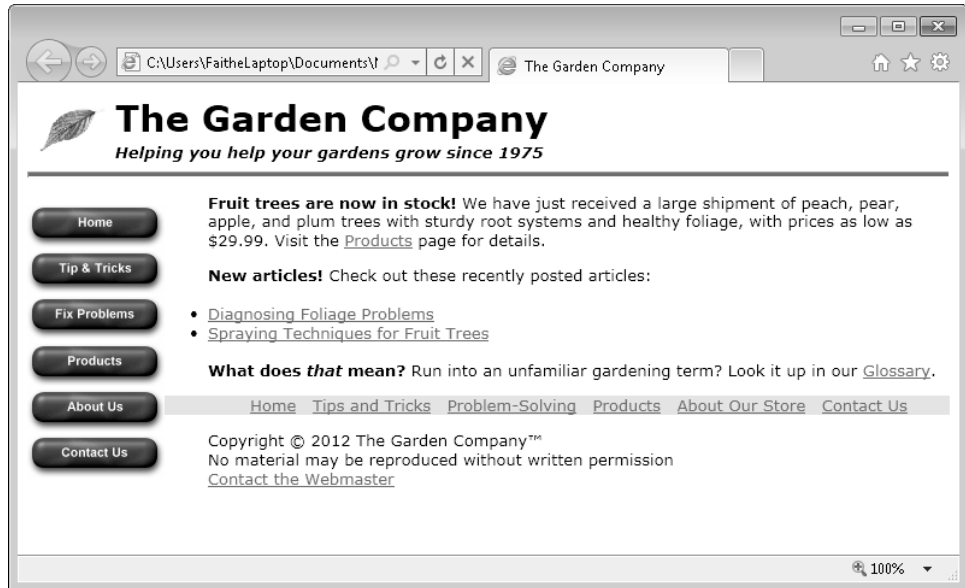 C:\Users\FaitheLaptop\Documents\
The Garden Company
The Garden Company
Helping you help your gardens grow since 1975
Home
Tip & Tricks
Fix Problems
Products
About Us
Contact Us
Fruit trees are now in stock! We have just received a large shipment of peach, pear,
apple, and plum trees with sturdy root systems and healthy foliage, with prices as low as
$29.99. Visit the Products page for details.
New articles! Check out these recently posted articles:
• Diagnosing Foliage Problems
• Spraying Techniques for Fruit Trees
What does that mean? Run into an unfamiliar gardening term? Look it up in our Glossary.
Home Tips and Tricks Problem-Solving Products About Our Store Contact Us
Copyright © 2012 The Garden Company™
No material may be reproduced without written permission
Contact the Webmaster
100%